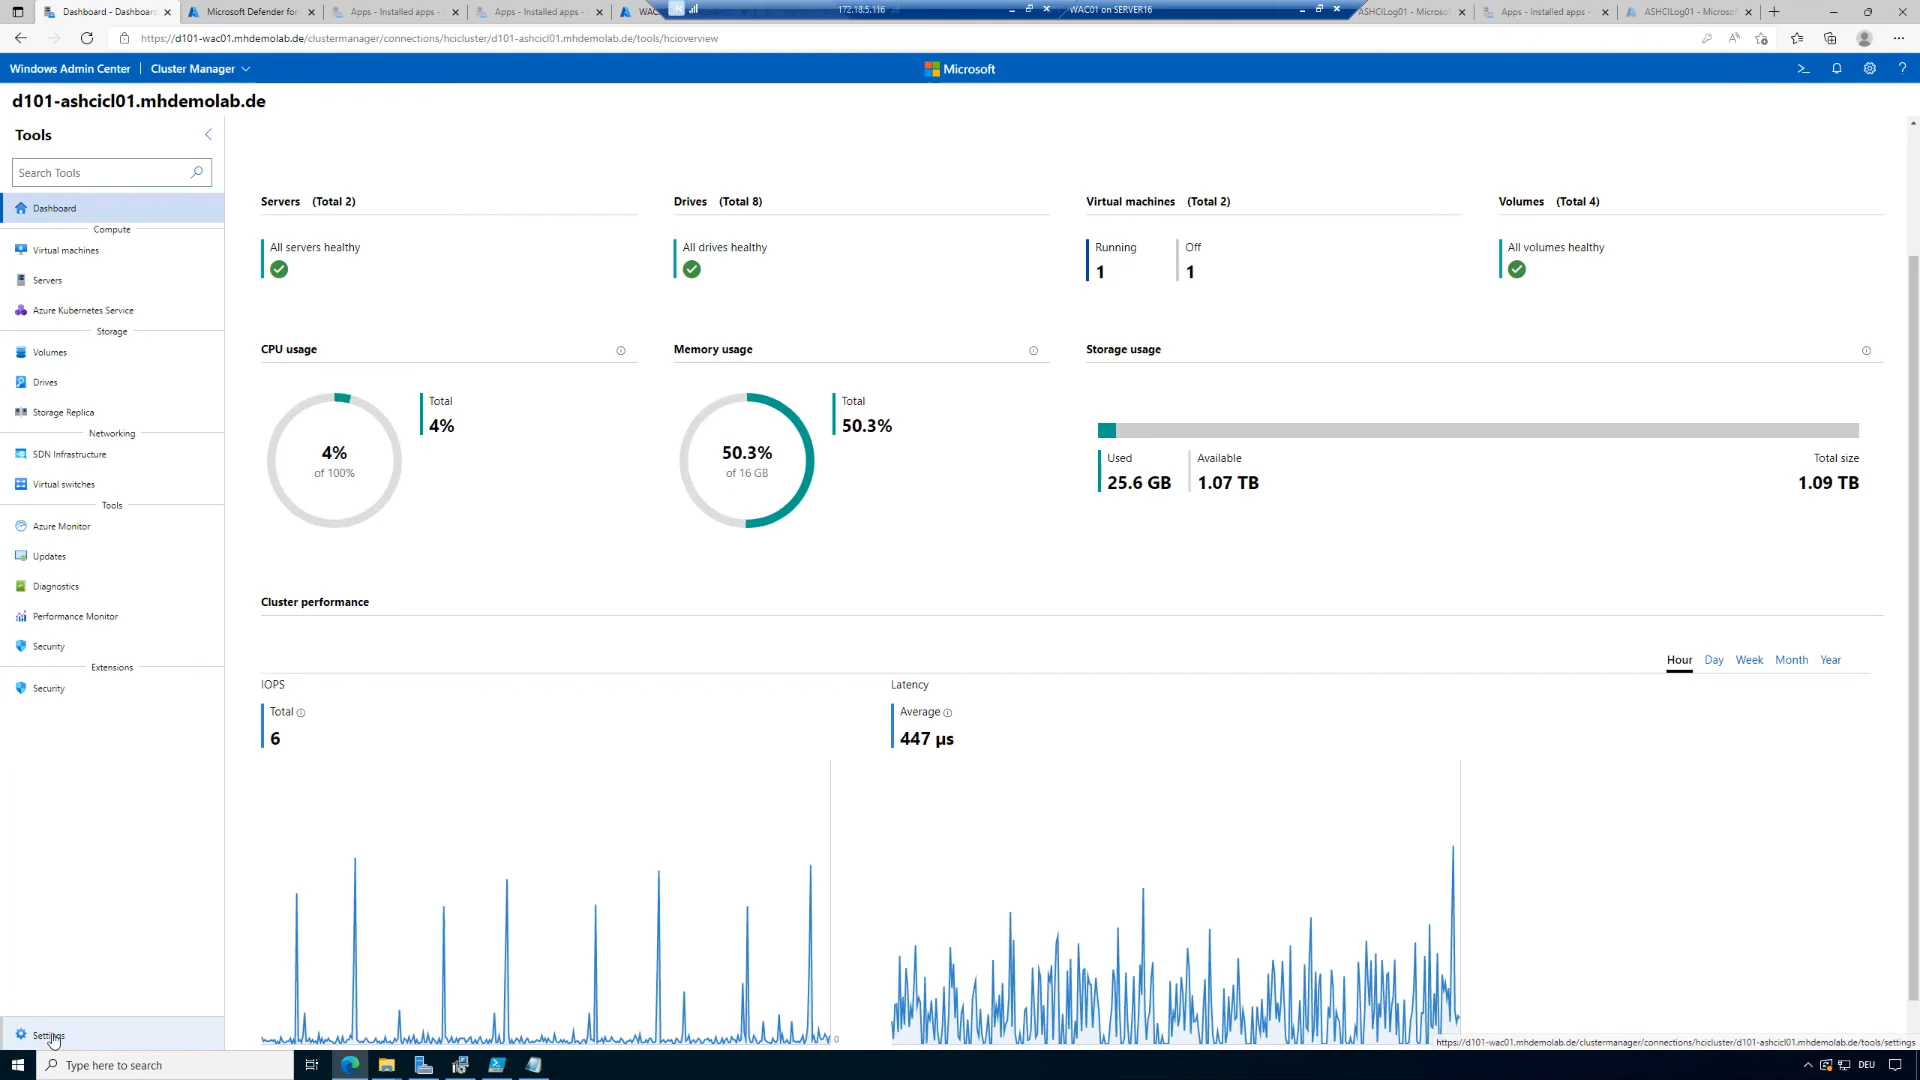 Dashboard - Dashboard
Microsoft Defender for
Apps - Installed apps -
Apps - Installed apps -
WAC
172.18.5.116
WAC01 on SERVER16
ASHCILog01 - Microsof
Apps - Installed apps -
ASHCILog01 - Microsof
https://d101-wac01.mhdemolab.de/clustermanager/connections/hcicluster/d101-ashcicl01.mhdemolab.de/tools/hcioverview
Windows Admin Center
Cluster Manager
Microsoft
d101-ashcicl01.mhdemolab.de
Tools
Search Tools
Dashboard
Compute
Virtual machines
Servers
Azure Kubernetes Service
Storage
Volumes
Drives
Storage Replica
Networking
SDN Infrastructure
Virtual switches
Tools
Azure Monitor
Updates
Diagnostics
Performance Monitor
Security
Extensions
Security
Settings
Servers (Total 2)
All servers healthy
Drives (Total 8)
All drives healthy
Virtual machines (Total 2)
Running
1
Off
1
Volumes (Total 4)
All volumes healthy
CPU usage
4%
of 100%
Total
4%
Memory usage
50.3%
of 16 GB
Total
50.3%
Storage usage
Used
25.6 GB
Available
1.07 TB
Total size
1.09 TB
Cluster performance
Hour Day Week Month Year
IOPS
Total
6
0
Latency
Average
447 µs
https://d101-wac01.mhdemolab.de/clustermanager/connections/hcicluster/d101-ashcicl01.mhdemolab.de/tools/settings
Type here to search
DEU